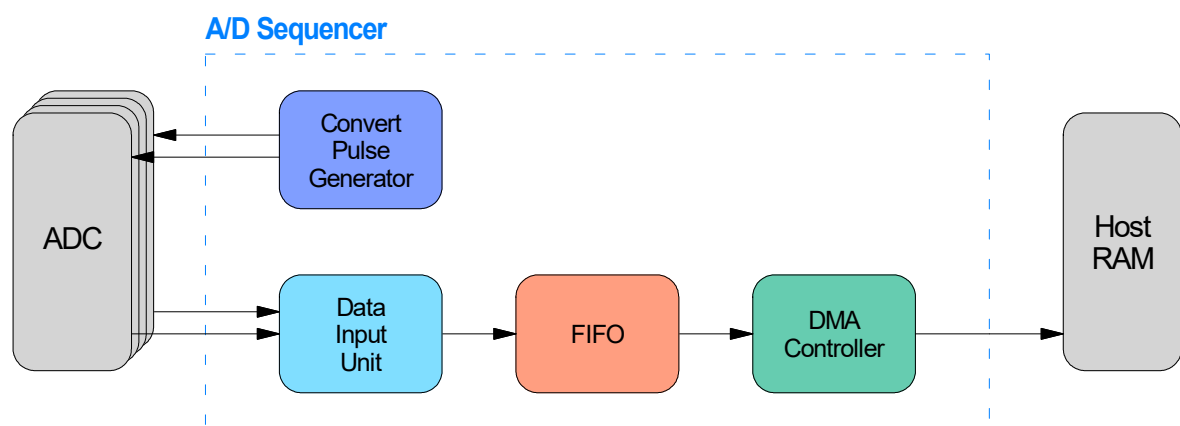 A/D Sequencer
Convert
Pulse
Generator
ADC
Host
RAM
Data
Input
Unit
FIFO
DMA
Controller